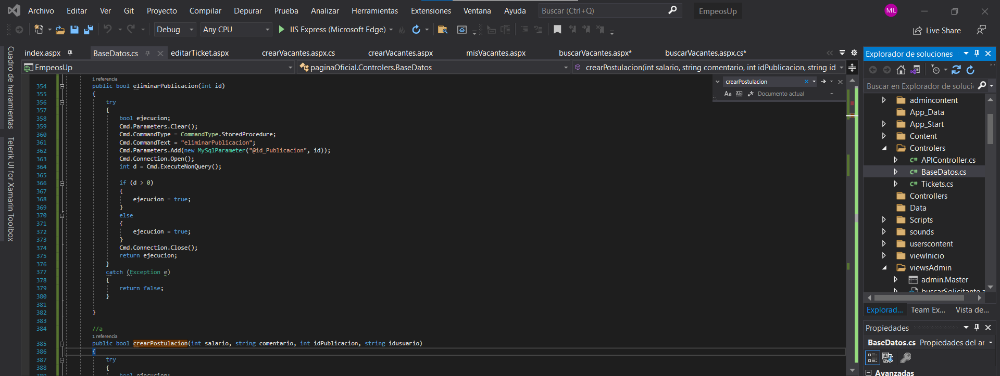 Archivo Editar Ver Git Proyecto Compilar Depurar Prueba Analizar Herramientas Extensiones Ventana Ayuda Buscar (Ctrl+Q) EmpeosUp ML
Debug Any CPU IIS Express (Microsoft Edge) Live Share
Cuadro de herramientas
Telerik UI for Xamarin Toolbox
index.aspx BaseDatos.cs editarTicket.aspx crearVacantes.aspx.cs crearVacantes.aspx misVacantes.aspx buscarVacantes.aspx* buscarVacantes.aspx.cs*
EmpeosUp paginaOficial.Controlers.BaseDatos crearPostulacion(int salario, string comentario, int idPublicacion, string id
crearPostulacion
Aa Ab .* Documento actual
1 referencia
354 public bool eliminarPublicacion(int id)
355 {
356 try
357 {
358 bool ejecucion;
359 Cmd.Parameters.Clear();
360 Cmd.CommandType = CommandType.StoredProcedure;
361 Cmd.CommandText = "eliminarPublicacion";
362 Cmd.Parameters.Add(new MySqlParameter("@id_Publicacion", id));
363 Cmd.Connection.Open();
364 int d = Cmd.ExecuteNonQuery();
365
366 if (d > 0)
367 {
368 ejecucion = true;
369 }
370 else
371 {
372 ejecucion = true;
373 }
374 Cmd.Connection.Close();
375 return ejecucion;
376 }
377 catch (Exception e)
378 {
379 return false;
380 }
381
382 }
383
384 //a
1 referencia
385 public bool crearPostulacion(int salario, string comentario, int idPublicacion, string idusuario)
386 {
387 try
388 {
389 bool ejecucion;
Explorador de soluciones
Buscar en Explorador de soluci
admincontent
App_Data
App_Start
Content
Controlers
C# APIController.cs
C# BaseDatos.cs
C# Tickets.cs
Controllers
Data
Scripts
sounds
userscontent
viewInicio
viewsAdmin
admin.Master
buscarSolicitante.a
Explorad... Team Ex... Vista de...
Propiedades
BaseDatos.cs Propiedades del ar
Avanzadas